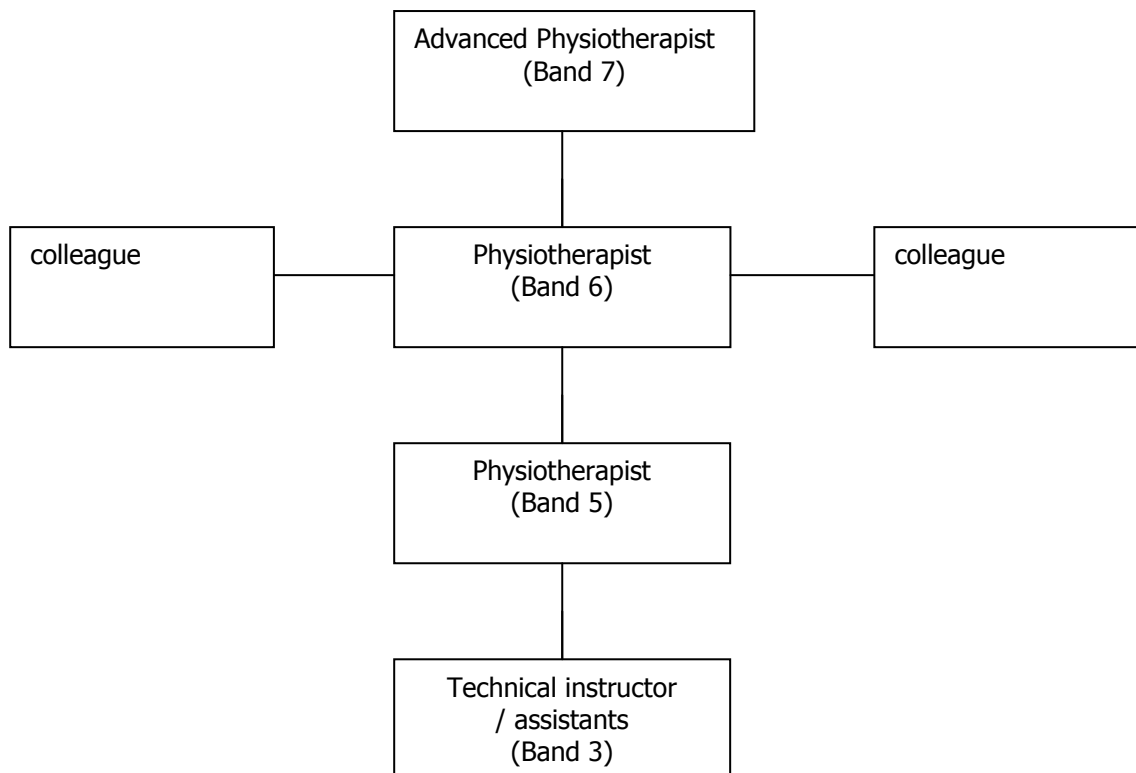 Advanced Physiotherapist
(Band 7)
colleague
Physiotherapist
(Band 6)
colleague
Physiotherapist
(Band 5)
Technical instructor
/ assistants
(Band 3)